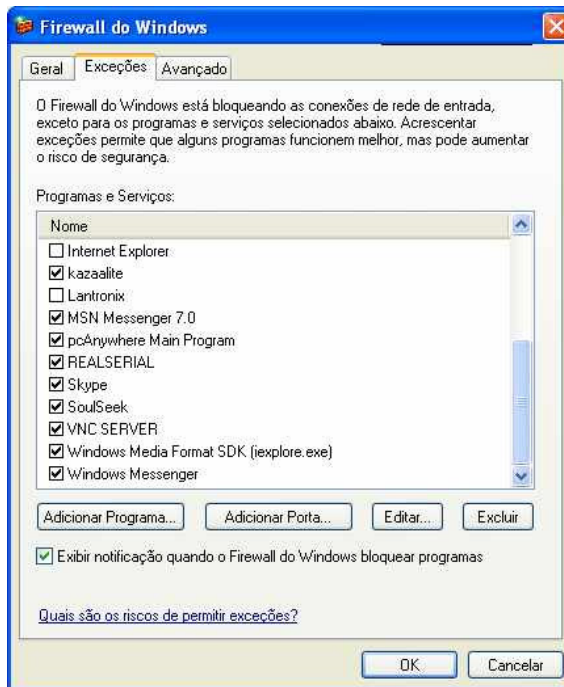 Firewall do Windows
Geral
Exceções
Avançado
O Firewall do Windows está bloqueando as conexões de rede de entrada,
exceto para os programas e serviços selecionados abaixo. Acrescentar
exceções permite que alguns programas funcionem melhor, mas pode aumentar
o risco de segurança.
Programas e Serviços:
Nome
Internet Explorer
kazaalite
Lantronix
MSN Messenger 7.0
pcAnywhere Main Program
REALSERIAL
Skype
SoulSeek
VNC SERVER
Windows Media Format SDK (iexplore.exe)
Windows Messenger
Adicionar Programa...
Adicionar Porta...
Editar...
Excluir
Exibir notificação quando o Firewall do Windows bloquear programas
Quais são os riscos de permitir exceções?
OK
Cancelar